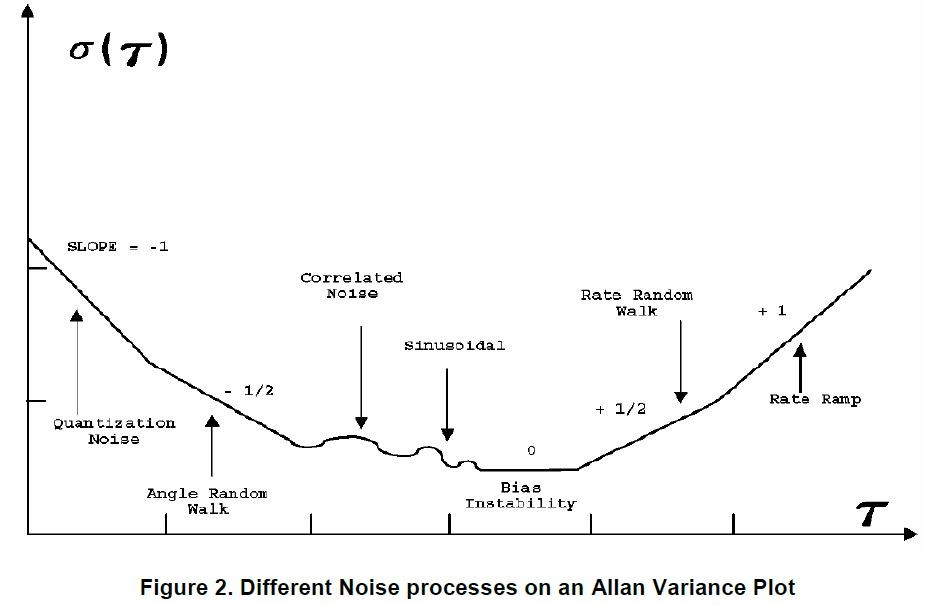 σ(τ)
SLOPE = -1
Correlated
Noise
Rate Random
Walk
+ 1
Sinusoidal
- 1/2
Rate Ramp
+ 1/2
Quantization
Noise
0
Bias
Instability
Angle Random
Walk
τ
Figure 2. Different Noise processes on an Allan Variance Plot